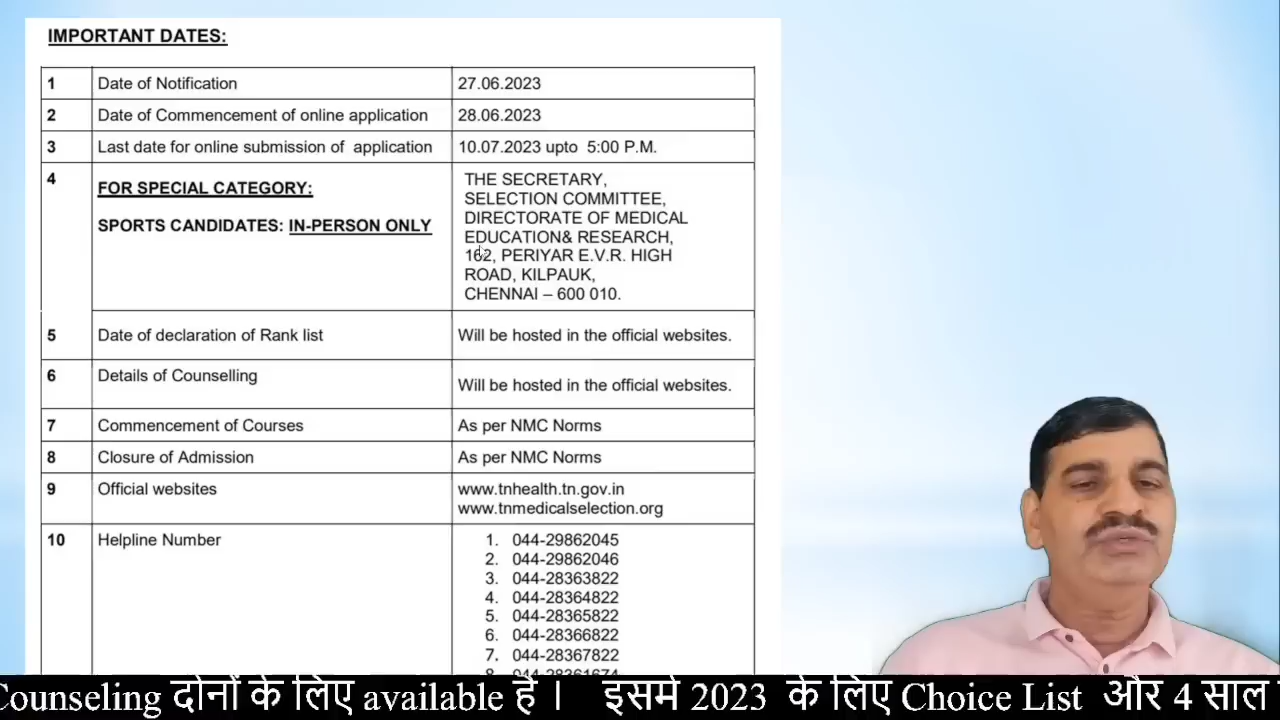 IMPORTANT DATES:
1 Date of Notification 27.06.2023
2 Date of Commencement of online application 28.06.2023
3 Last date for online submission of application 10.07.2023 upto 5:00 P.M.
4 FOR SPECIAL CATEGORY:
SPORTS CANDIDATES: IN-PERSON ONLY
THE SECRETARY,
SELECTION COMMITTEE,
DIRECTORATE OF MEDICAL
EDUCATION& RESEARCH,
162, PERIYAR E.V.R. HIGH
ROAD, KILPAUK,
CHENNAI – 600 010.
5 Date of declaration of Rank list Will be hosted in the official websites.
6 Details of Counselling Will be hosted in the official websites.
7 Commencement of Courses As per NMC Norms
8 Closure of Admission As per NMC Norms
9 Official websites www.tnhealth.tn.gov.in
www.tnmedicalselection.org
10 Helpline Number 1. 044-29862045
2. 044-29862046
3. 044-28363822
4. 044-28364822
5. 044-28365822
6. 044-28366822
7. 044-28367822
Counseling दोनों के लिए available हैं । इसमे 2023 के लिए Choice List और 4 साल